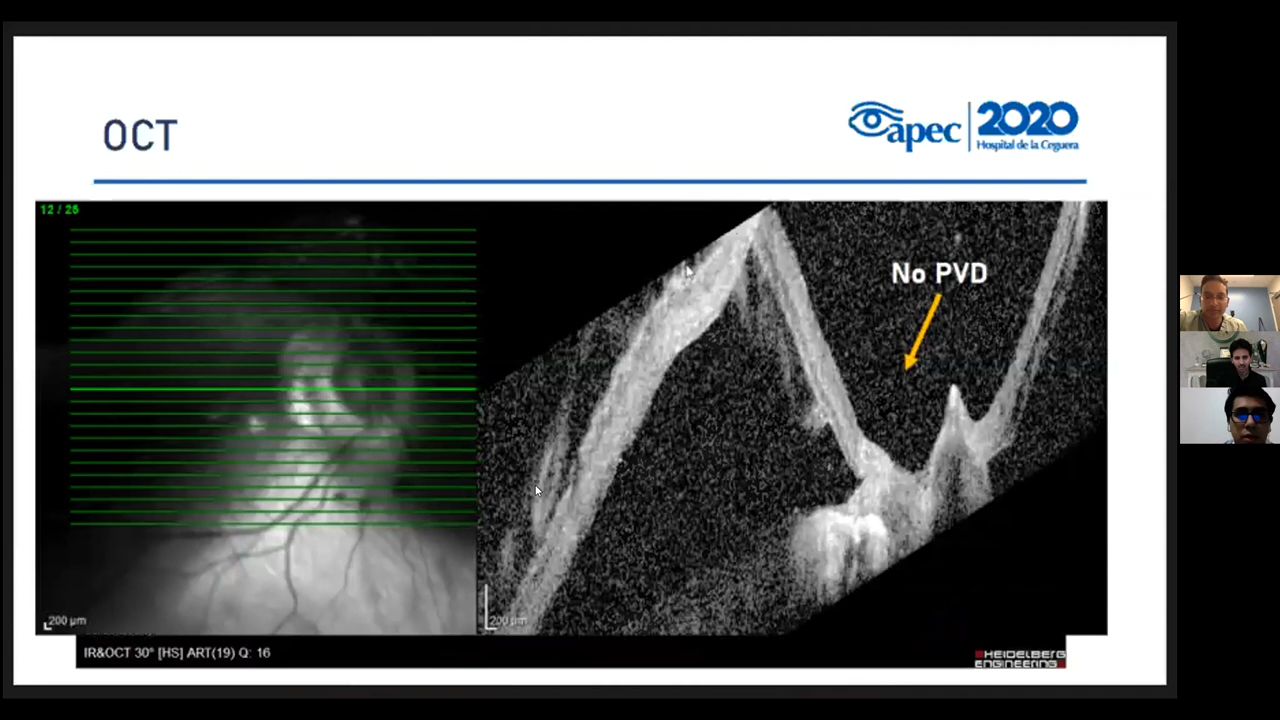 OCT
apec
2020
Hospital de la Ceguera
12 / 25
No PVD
200 µm
200 µm
IR&OCT 30° [HS] ART(19) Q: 16
HEIDELBERG
ENGINEERING